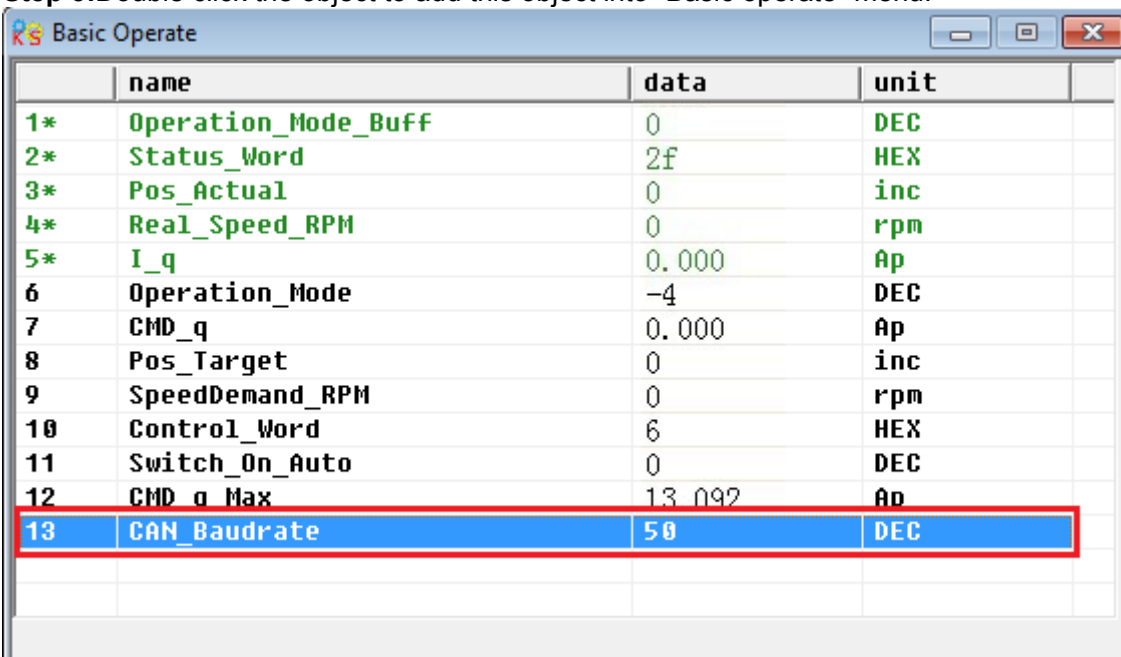 Basic Operate
name data unit
1* Operation_Mode_Buff 0 DEC
2* Status_Word 2f HEX
3* Pos_Actual 0 inc
4* Real_Speed_RPM 0 rpm
5* I_q 0.000 Ap
6 Operation_Mode -4 DEC
7 CMD_q 0.000 Ap
8 Pos_Target 0 inc
9 SpeedDemand_RPM 0 rpm
10 Control_Word 6 HEX
11 Switch_On_Auto 0 DEC
12 CMD_q_Max 13.092 Ap
13 CAN_Baudrate 50 DEC